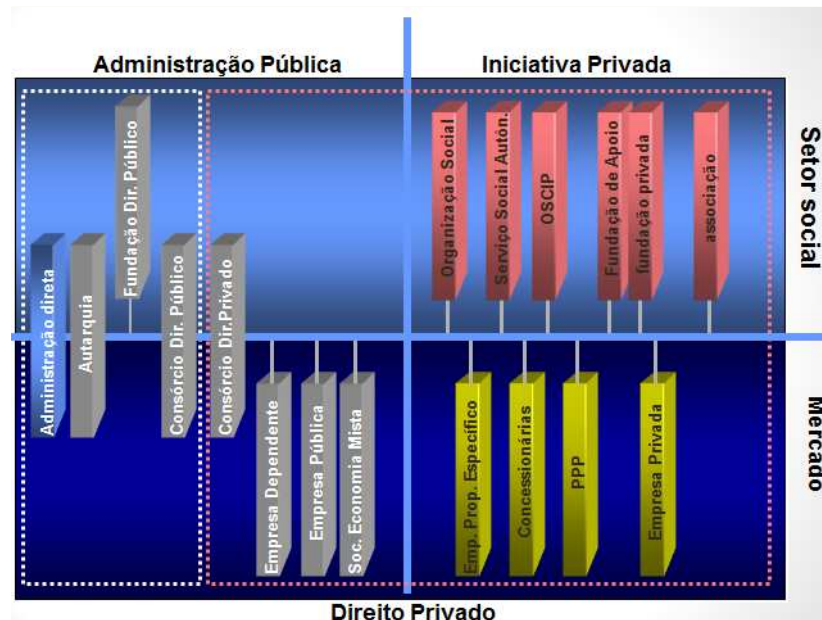 Administração Pública
Iniciativa Privada
Setor social
Mercado
Administração direta
Autarquia
Fundação Dir. Público
Consórcio Dir. Público
Consórcio Dir.Privado
Empresa Dependente
Empresa Pública
Soc. Economia Mista
Organização Social
Serviço Social Autôn.
OSCIP
Fundação de Apoio
fundação privada
associação
Emp. Prop. Específico
Concessionárias
PPP
Empresa Privada
Direito Privado